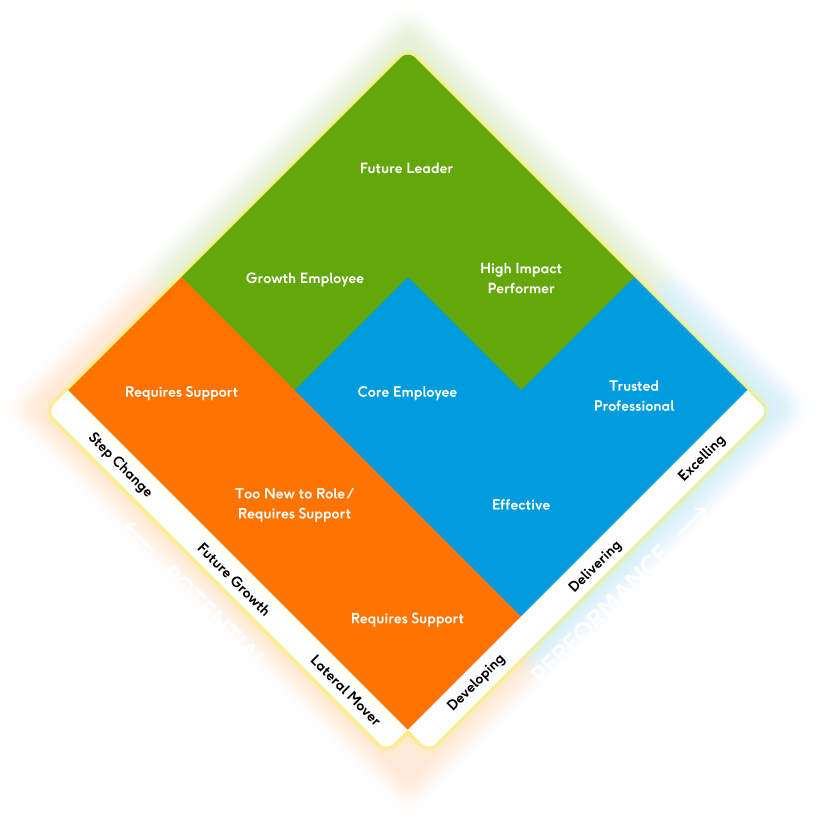 Future Leader
Growth Employee
High Impact
Performer
Requires Support
Core Employee
Trusted
Professional
Too New to Role/
Requires Support
Effective
Requires Support
Step Change
Future Growth
Lateral Mover
POTENTIAL
Developing
Delivering
Excelling
PERFORMANCE